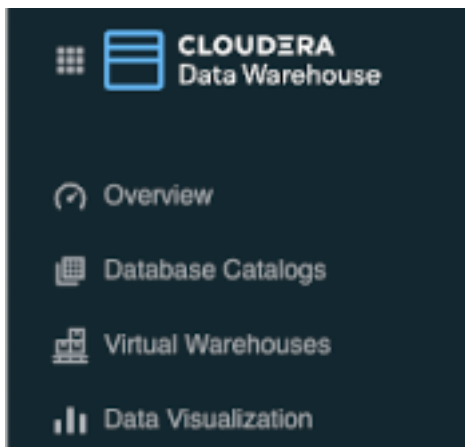 CLOUDERA
Data Warehouse
Overview
Database Catalogs
Virtual Warehouses
Data Visualization